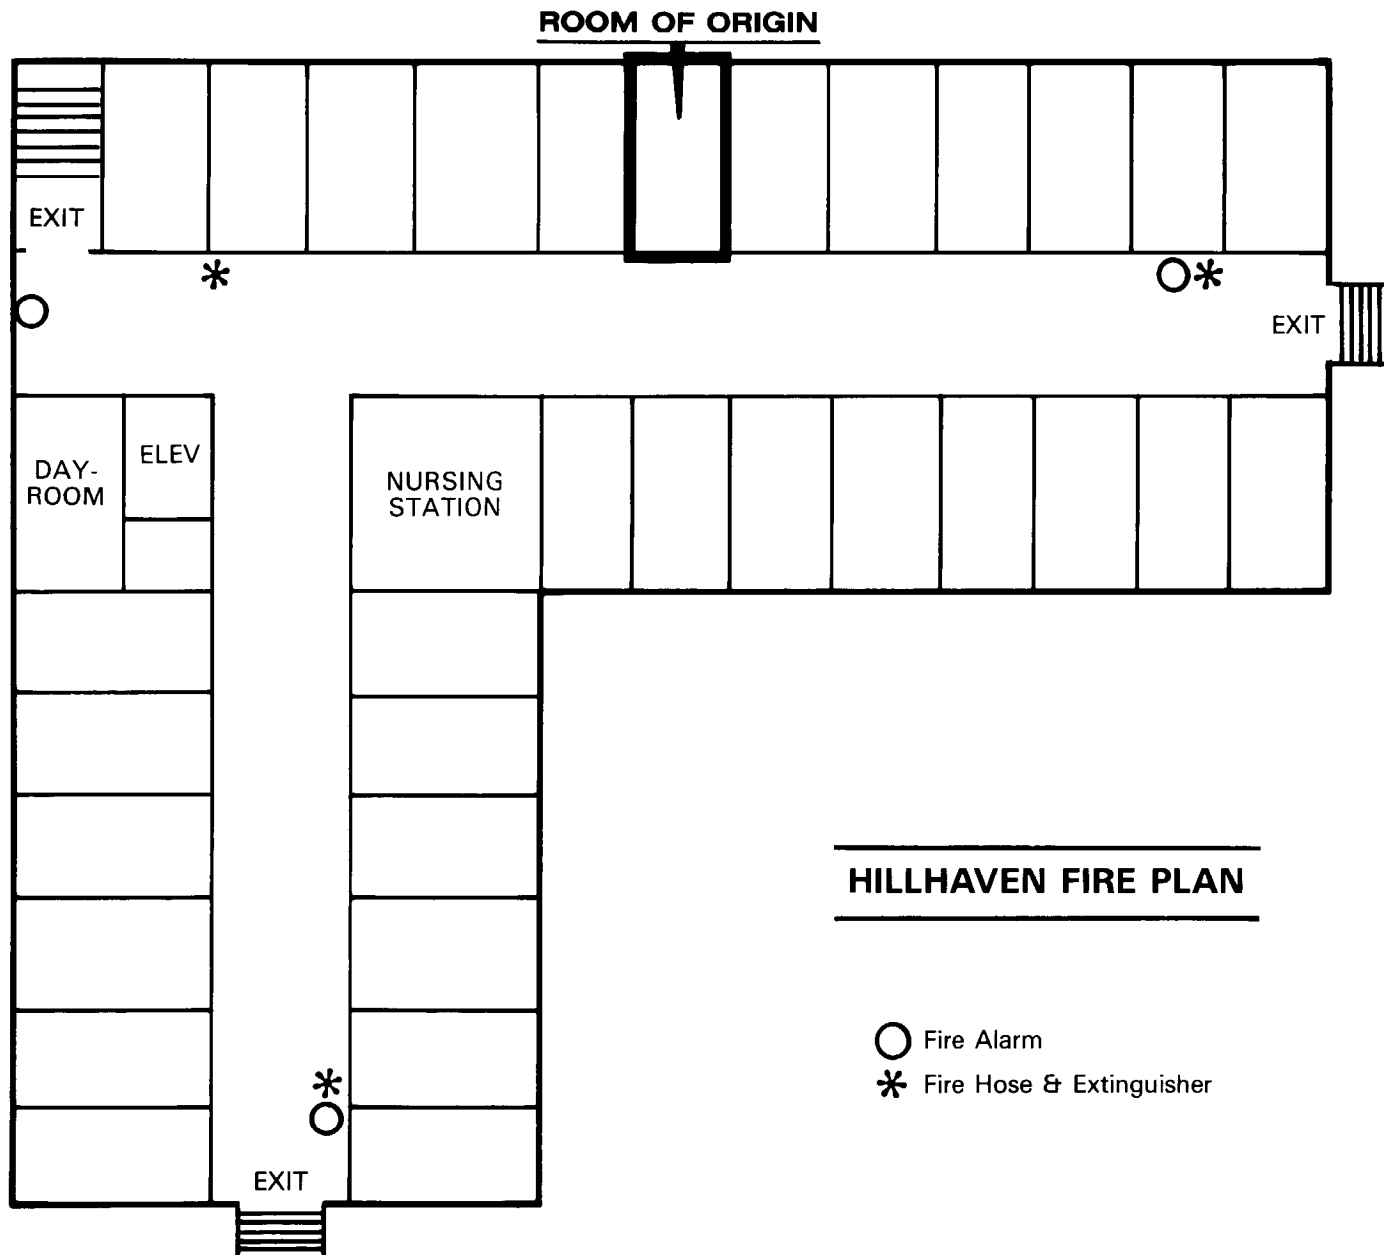 ROOM OF ORIGIN
EXIT
EXIT
DAY-
ROOM
ELEV
NURSING
STATION
HILLHAVEN FIRE PLAN
Fire Alarm
Fire Hose & Extinguisher
EXIT